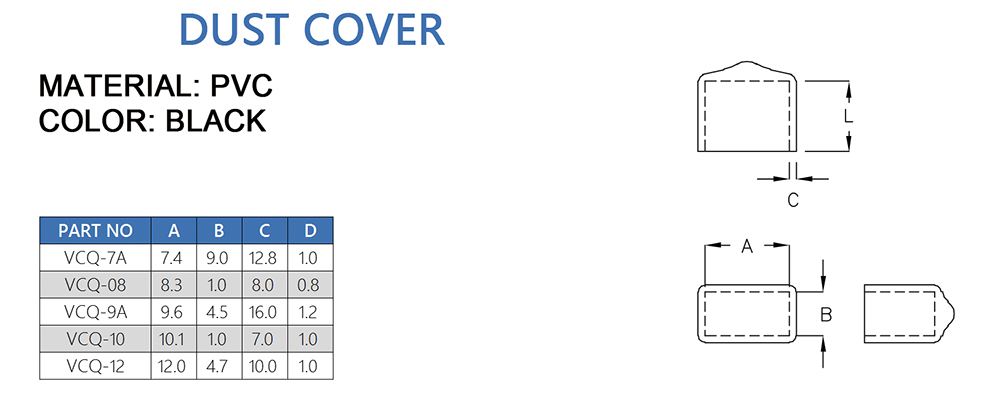 DUST COVER
MATERIAL: PVC
COLOR: BLACK
L
C
PART NO A B C D
VCQ-7A 7.4 9.0 12.8 1.0
VCQ-08 8.3 1.0 8.0 0.8
VCQ-9A 9.6 4.5 16.0 1.2
VCQ-10 10.1 1.0 7.0 1.0
VCQ-12 12.0 4.7 10.0 1.0
A
B